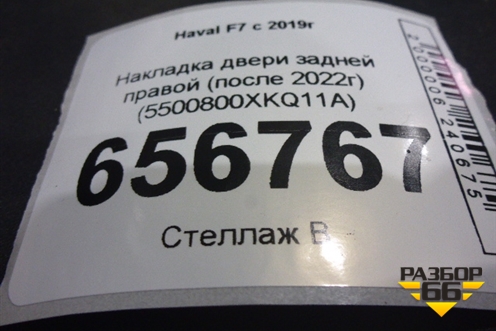 Haval F7 с 2019г
Накладка двери задней
правой (после 2022г)
(5500800XKQ11A)
656767
Стеллаж В
2000006240675
РАЗБОР
66